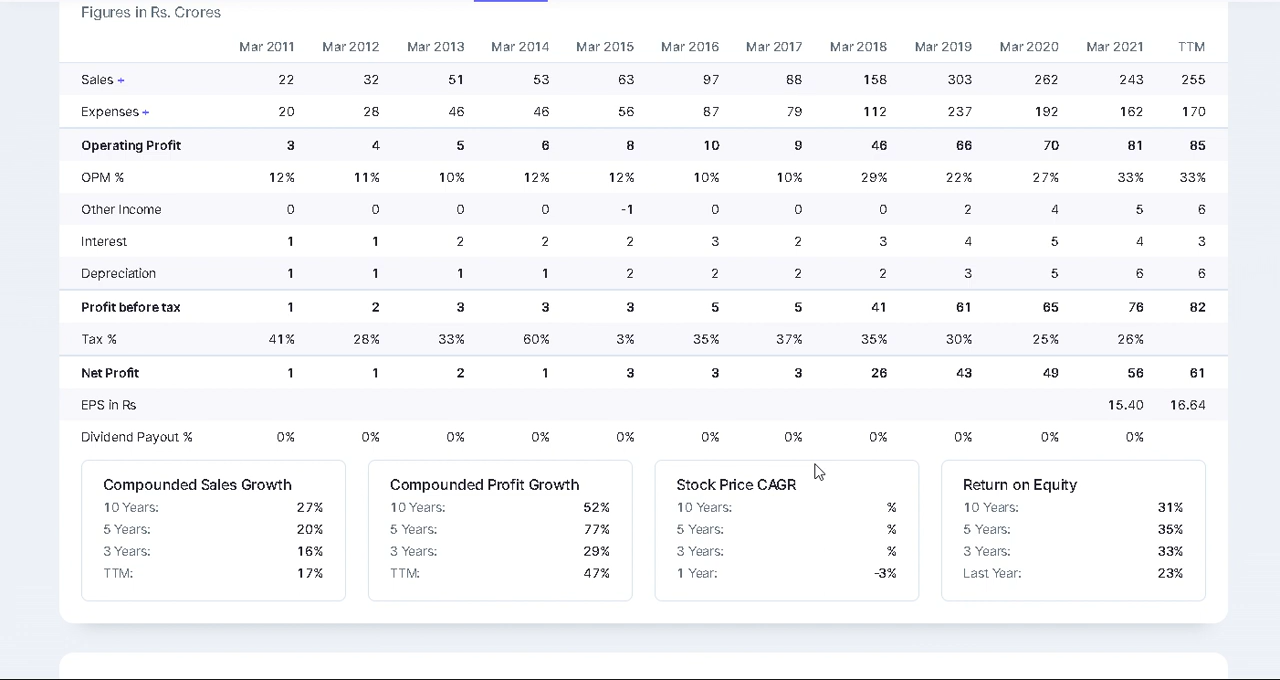 Figures in Rs. Crores
Mar 2011 Mar 2012 Mar 2013 Mar 2014 Mar 2015 Mar 2016 Mar 2017 Mar 2018 Mar 2019 Mar 2020 Mar 2021 TTM
Sales + 22 32 51 53 63 97 88 158 303 262 243 255
Expenses + 20 28 46 46 56 87 79 112 237 192 162 170
Operating Profit 3 4 5 6 8 10 9 46 66 70 81 85
OPM % 12% 11% 10% 12% 12% 10% 10% 29% 22% 27% 33% 33%
Other Income 0 0 0 0 -1 0 0 0 2 4 5 6
Interest 1 1 2 2 2 3 2 3 4 5 4 3
Depreciation 1 1 1 1 2 2 2 2 3 5 6 6
Profit before tax 1 2 3 3 3 5 5 41 61 65 76 82
Tax % 41% 28% 33% 60% 3% 35% 37% 35% 30% 25% 26%
Net Profit 1 1 2 1 3 3 3 26 43 49 56 61
EPS in Rs 15.40 16.64
Dividend Payout % 0% 0% 0% 0% 0% 0% 0% 0% 0% 0% 0%
Compounded Sales Growth
10 Years: 27%
5 Years: 20%
3 Years: 16%
TTM: 17%
Compounded Profit Growth
10 Years: 52%
5 Years: 77%
3 Years: 29%
TTM: 47%
Stock Price CAGR
10 Years: %
5 Years: %
3 Years: %
1 Year: -3%
Return on Equity
10 Years: 31%
5 Years: 35%
3 Years: 33%
Last Year: 23%